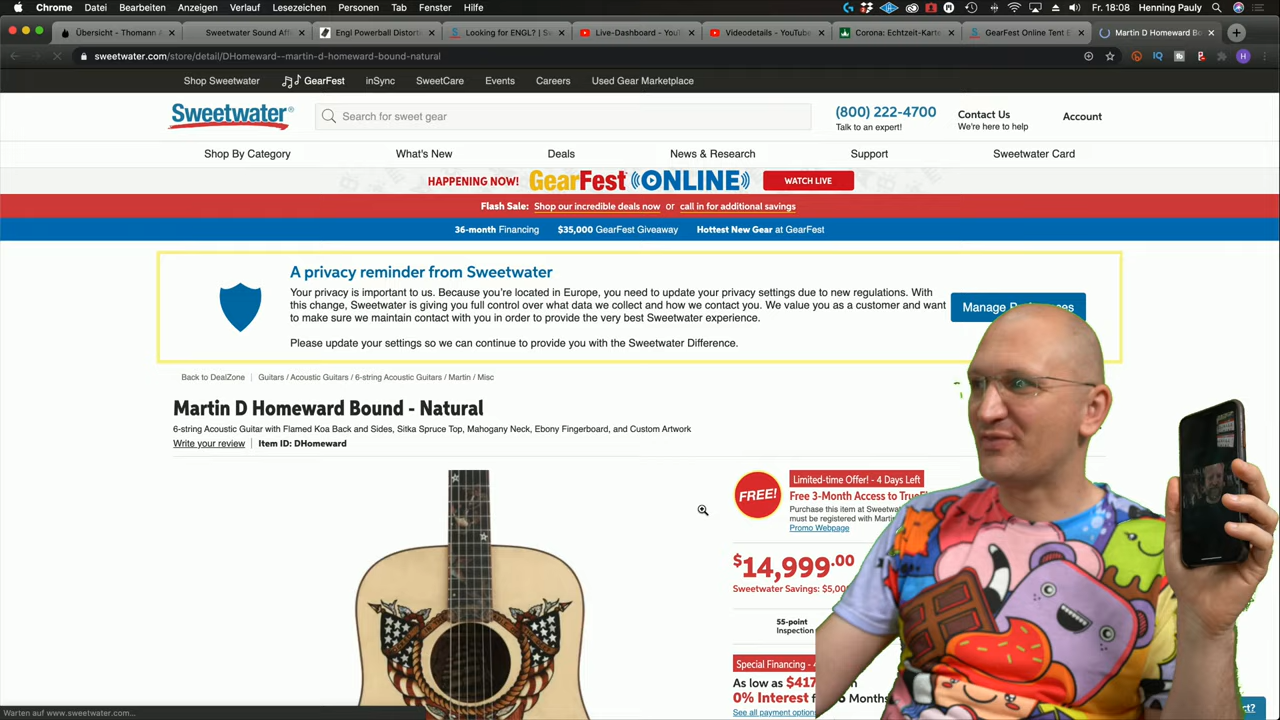 Chrome Datei Bearbeiten Anzeigen Verlauf Lesezeichen Personen Tab Fenster Hilfe Fr. 18:08 Henning Pauly
Übersicht - Thomann A
Sweetwater Sound Aff
Engl Powerball Distort
Looking for ENGL? | Sw
Live-Dashboard - YouT
Videodetails - YouTube
Corona: Echtzeit-Karte
GearFest Online Tent E
Martin D Homeward Bo
sweetwater.com/store/detail/DHomeward--martin-d-homeward-bound-natural
Shop Sweetwater GearFest inSync SweetCare Events Careers Used Gear Marketplace
Sweetwater
Search for sweet gear
(800) 222-4700
Talk to an expert!
Contact Us
We're here to help
Account
Shop By Category What's New Deals News & Research Support Sweetwater Card
HAPPENING NOW! GearFest ONLINE WATCH LIVE
Flash Sale: Shop our incredible deals now or call in for additional savings
36-month Financing $35,000 GearFest Giveaway Hottest New Gear at GearFest
A privacy reminder from Sweetwater
Your privacy is important to us. Because you're located in Europe, you need to update your privacy settings due to new regulations. With
this change, Sweetwater is giving you full control over what data we collect and how we contact you. We value you as a customer and want
to make sure we maintain contact with you in order to provide the very best Sweetwater experience.
Please update your settings so we can continue to provide you with the Sweetwater Difference.
Manage Preferences
Back to DealZone Guitars / Acoustic Guitars / 6-string Acoustic Guitars / Martin / Misc
Martin D Homeward Bound - Natural
6-string Acoustic Guitar with Flamed Koa Back and Sides, Sitka Spruce Top, Mahogany Neck, Ebony Fingerboard, and Custom Artwork
Write your review Item ID: DHomeward
FREE!
Limited-time Offer! - 4 Days Left
Free 3-Month Access to TrueF
Purchase this item at Sweetwa
must be registered with Martin
Promo Webpage
$14,999.00
Sweetwater Savings: $5,00
55-point
Inspection
Special Financing -
As low as $417
0% Interest f Months
See all payment option
Warten auf www.sweetwater.com...